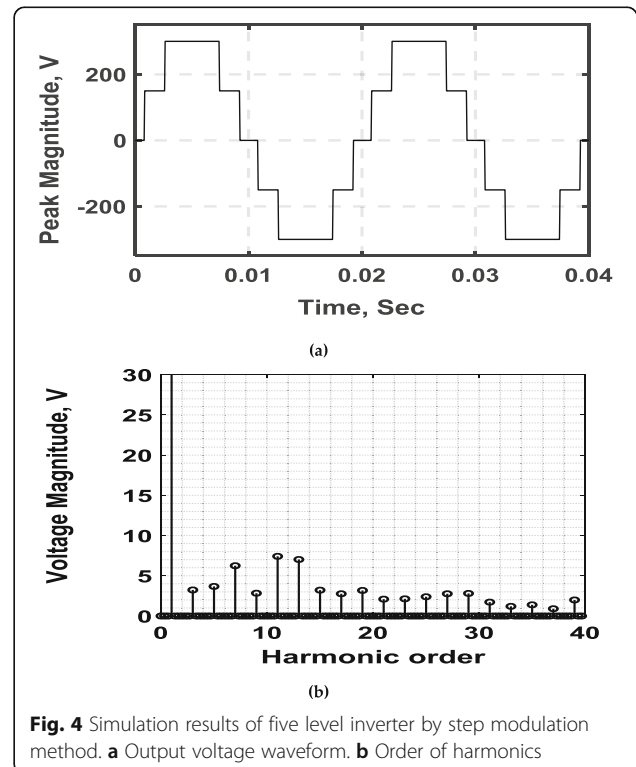 Peak Magnitude, V
200
0
-200
0 0.01 0.02 0.03 0.04
Time, Sec
(a)
Voltage Magnitude, V
30
25
20
15
10
5
0
0 10 20 30 40
Harmonic order
(b)
Fig. 4 Simulation results of five level inverter by step modulation
method. a Output voltage waveform. b Order of harmonics